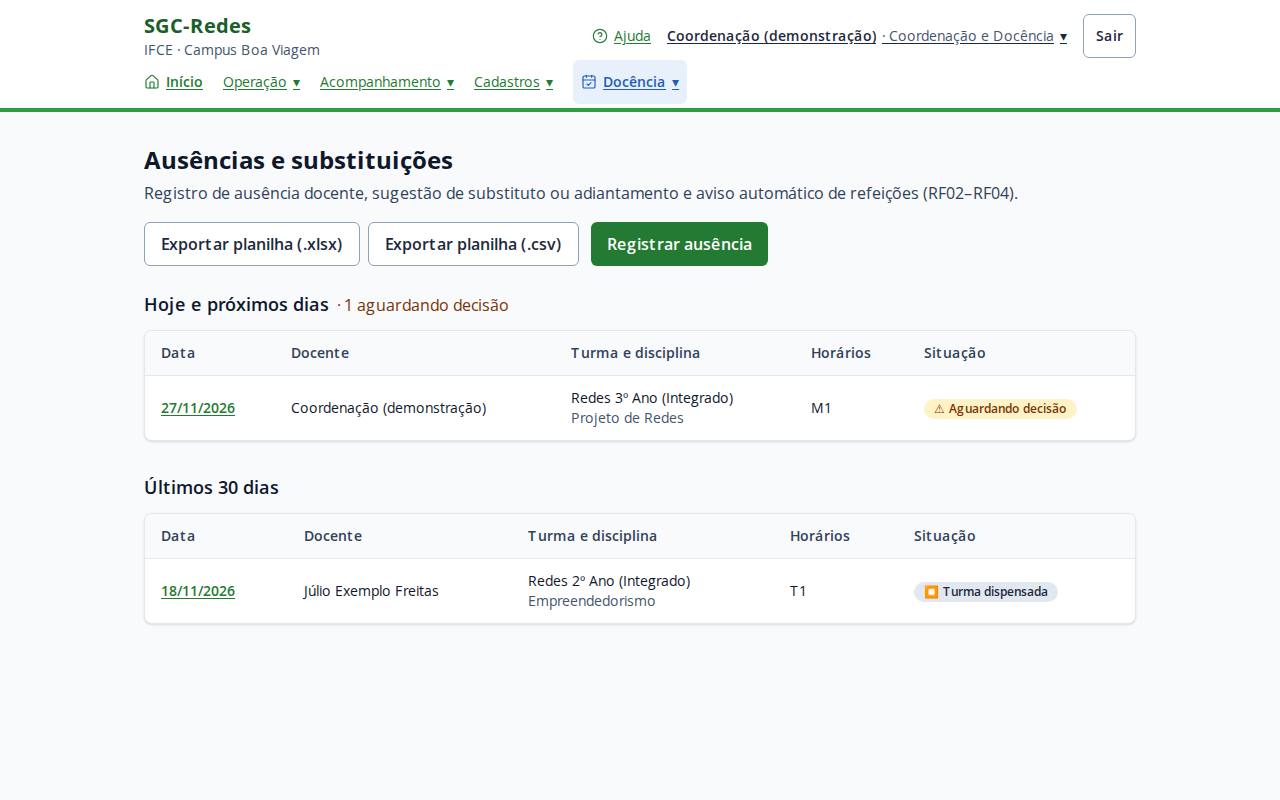 SGC-Redes
IFCE · Campus Boa Viagem
Ajuda
Coordenação (demonstração) · Coordenação e Docência ▾
Sair
Início
Operação ▾
Acompanhamento ▾
Cadastros ▾
Docência ▾
Ausências e substituições
Registro de ausência docente, sugestão de substituto ou adiantamento e aviso automático de refeições (RF02–RF04).
Exportar planilha (.xlsx)
Exportar planilha (.csv)
Registrar ausência
Hoje e próximos dias · 1 aguardando decisão
Data Docente Turma e disciplina Horários Situação
27/11/2026 Coordenação (demonstração) Redes 3º Ano (Integrado) M1 ⚠ Aguardando decisão
Projeto de Redes
Últimos 30 dias
Data Docente Turma e disciplina Horários Situação
18/11/2026 Júlio Exemplo Freitas Redes 2º Ano (Integrado) T1 ⏹ Turma dispensada
Empreendedorismo